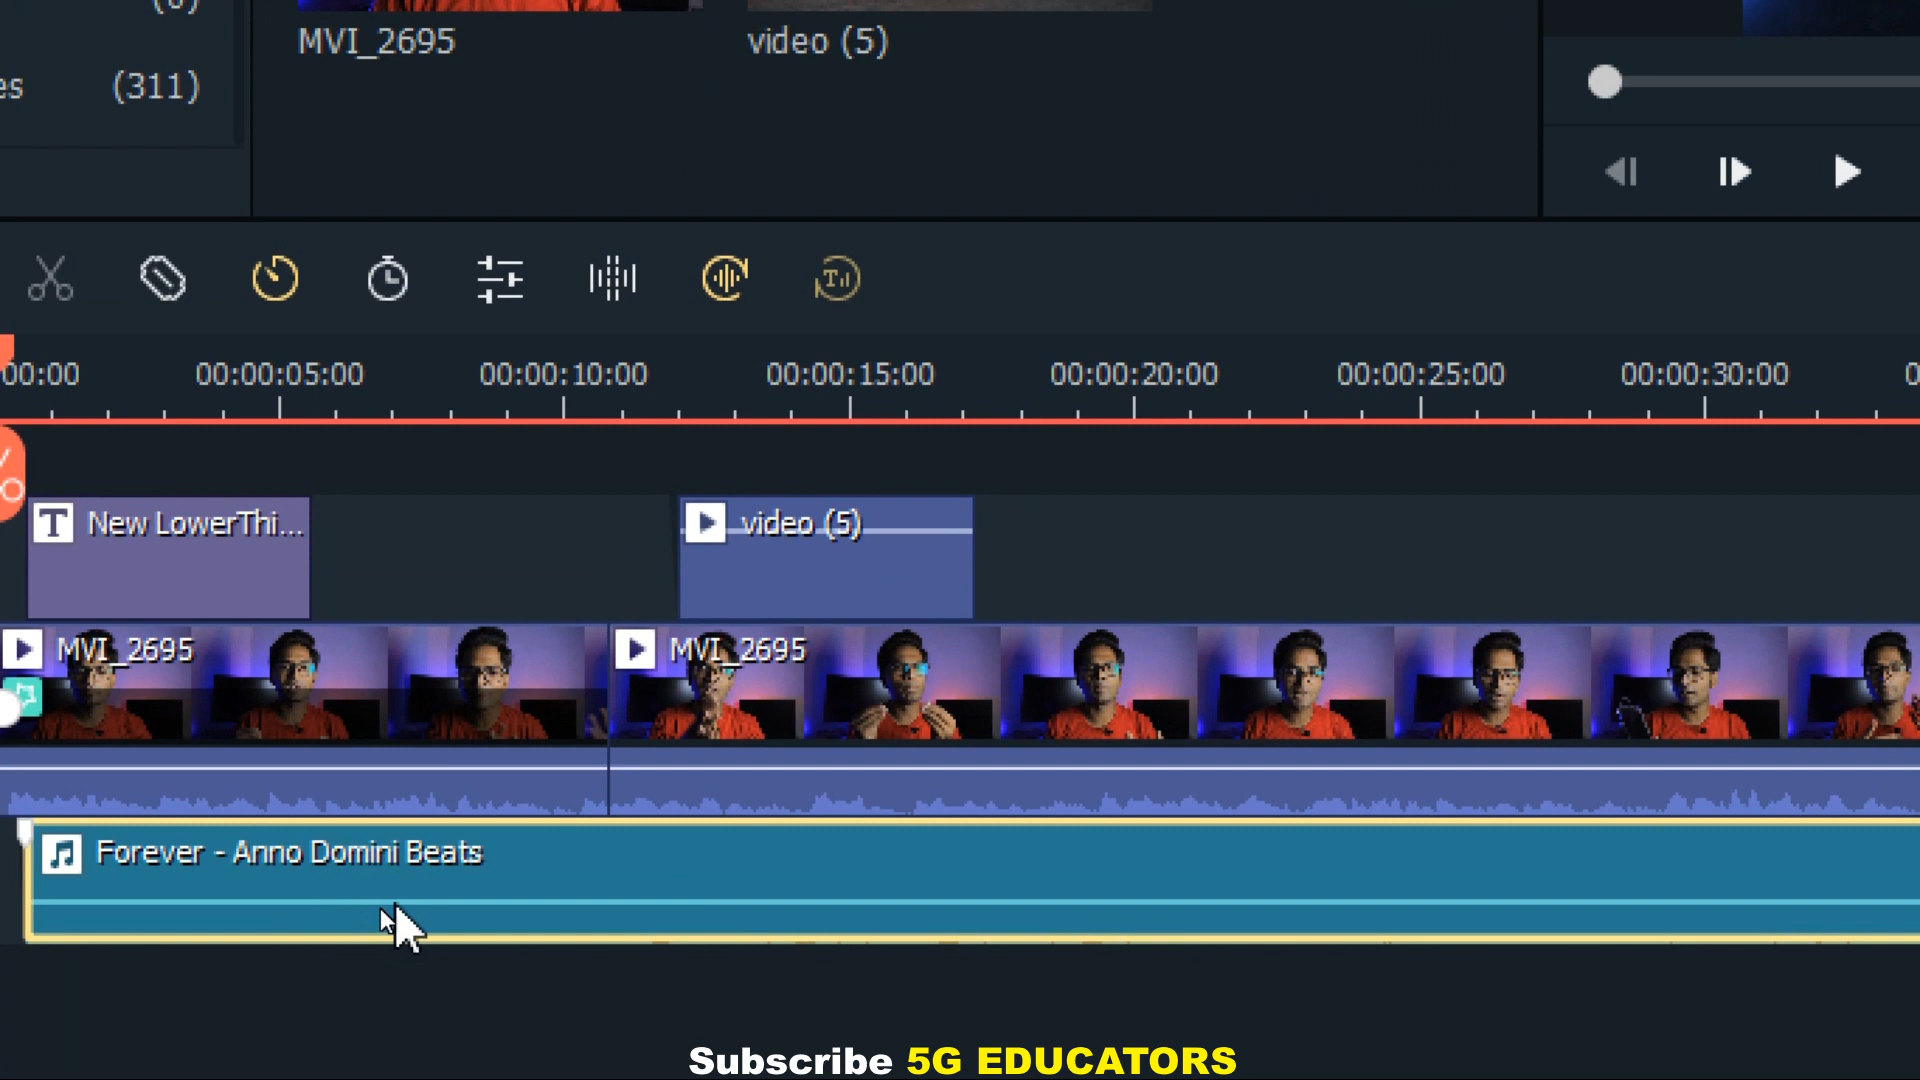 (0)
MVI_2695
video (5)
es
(311)
00:00
00:00:05:00
00:00:10:00
00:00:15:00
00:00:20:00
00:00:25:00
00:00:30:00
0
T New LowerThi...
video (5)
MVI_2695
MVI_2695
Forever - Anno Domini Beats
Subscribe 5G EDUCATORS